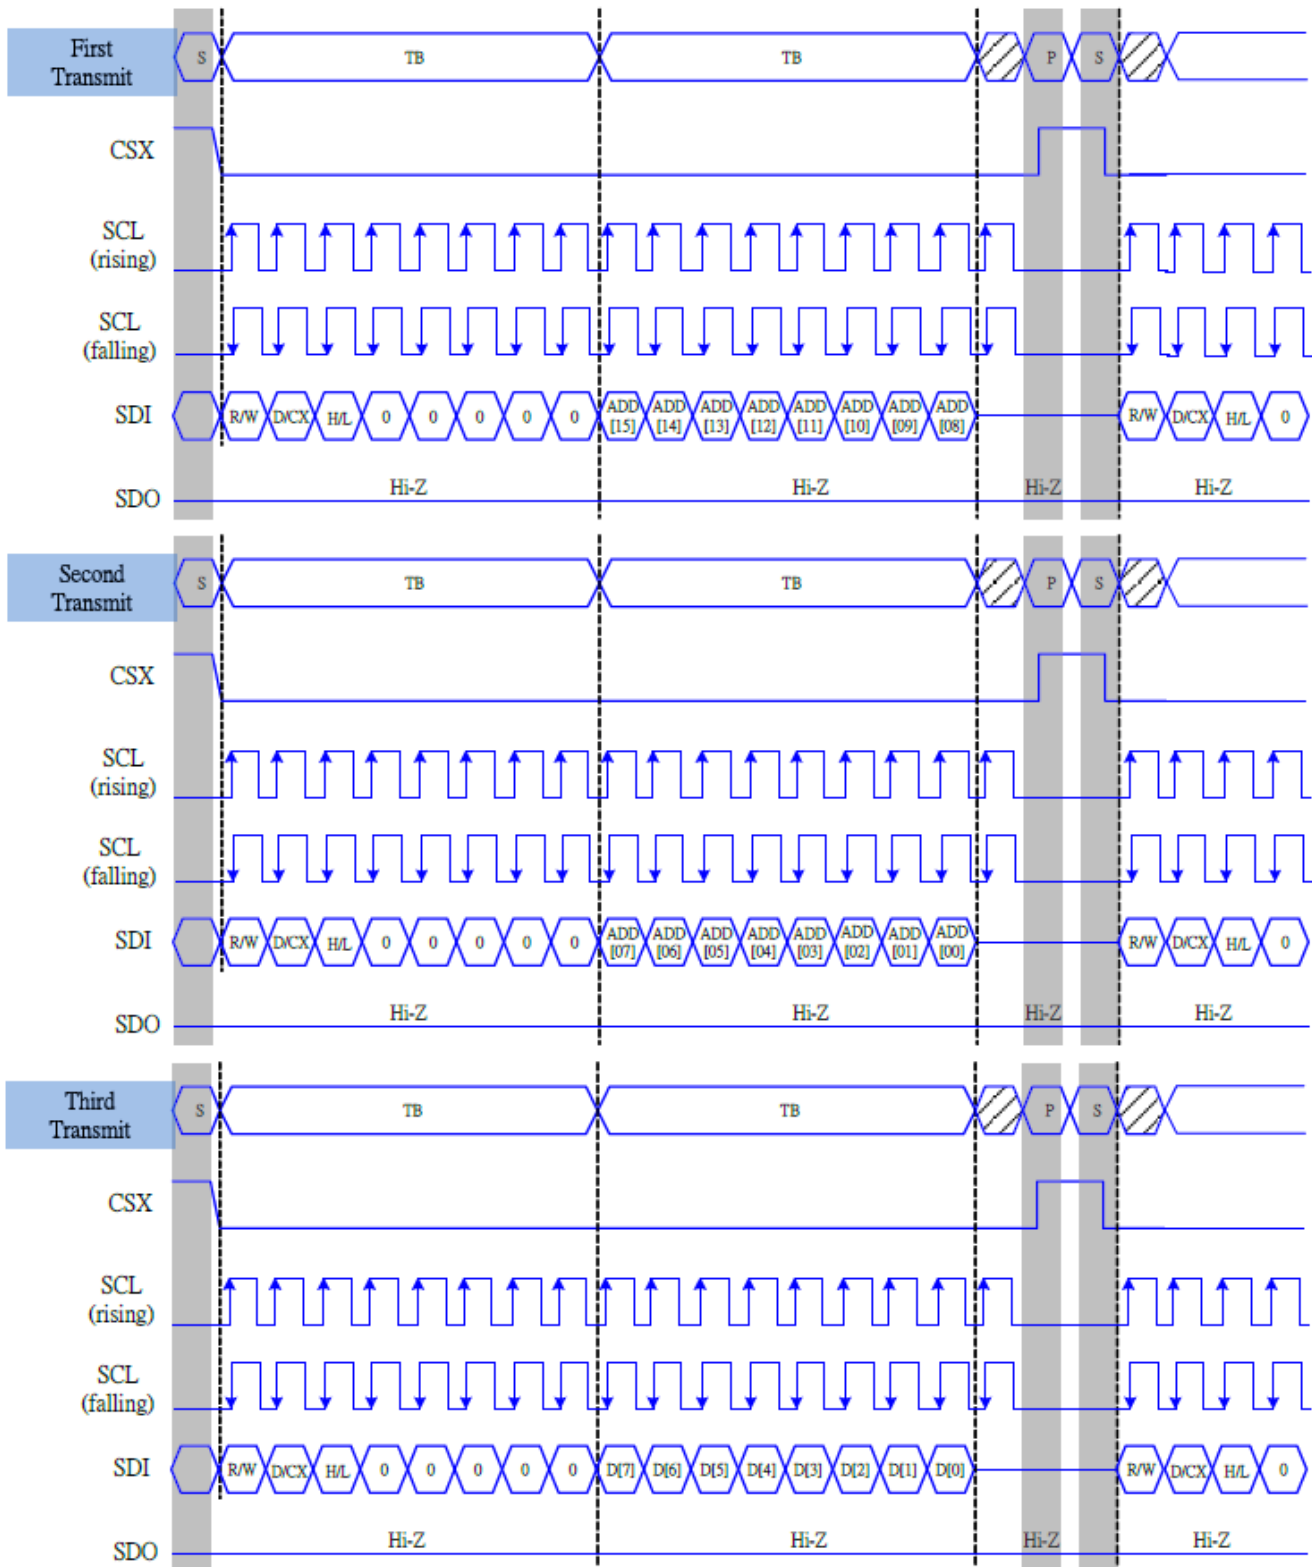 First
Transmit
S TB TB P S
CSX
SCL
(rising)
SCL
(falling)
SDI R/W D/CX H/L 0 0 0 0 0 ADD [15] ADD [14] ADD [13] ADD [12] ADD [11] ADD [10] ADD [09] ADD [08] R/W D/CX H/L 0
Hi-Z Hi-Z Hi-Z Hi-Z
SDO
Second
Transmit
S TB TB P S
CSX
SCL
(rising)
SCL
(falling)
SDI R/W D/CX H/L 0 0 0 0 0 ADD [07] ADD [06] ADD [05] ADD [04] ADD [03] ADD [02] ADD [01] ADD [00] R/W D/CX H/L 0
Hi-Z Hi-Z Hi-Z Hi-Z
SDO
Third
Transmit
S TB TB P S
CSX
SCL
(rising)
SCL
(falling)
SDI R/W D/CX H/L 0 0 0 0 0 D[7] D[6] D[5] D[4] D[3] D[2] D[1] D[0] R/W D/CX H/L 0
Hi-Z Hi-Z Hi-Z Hi-Z
SDO